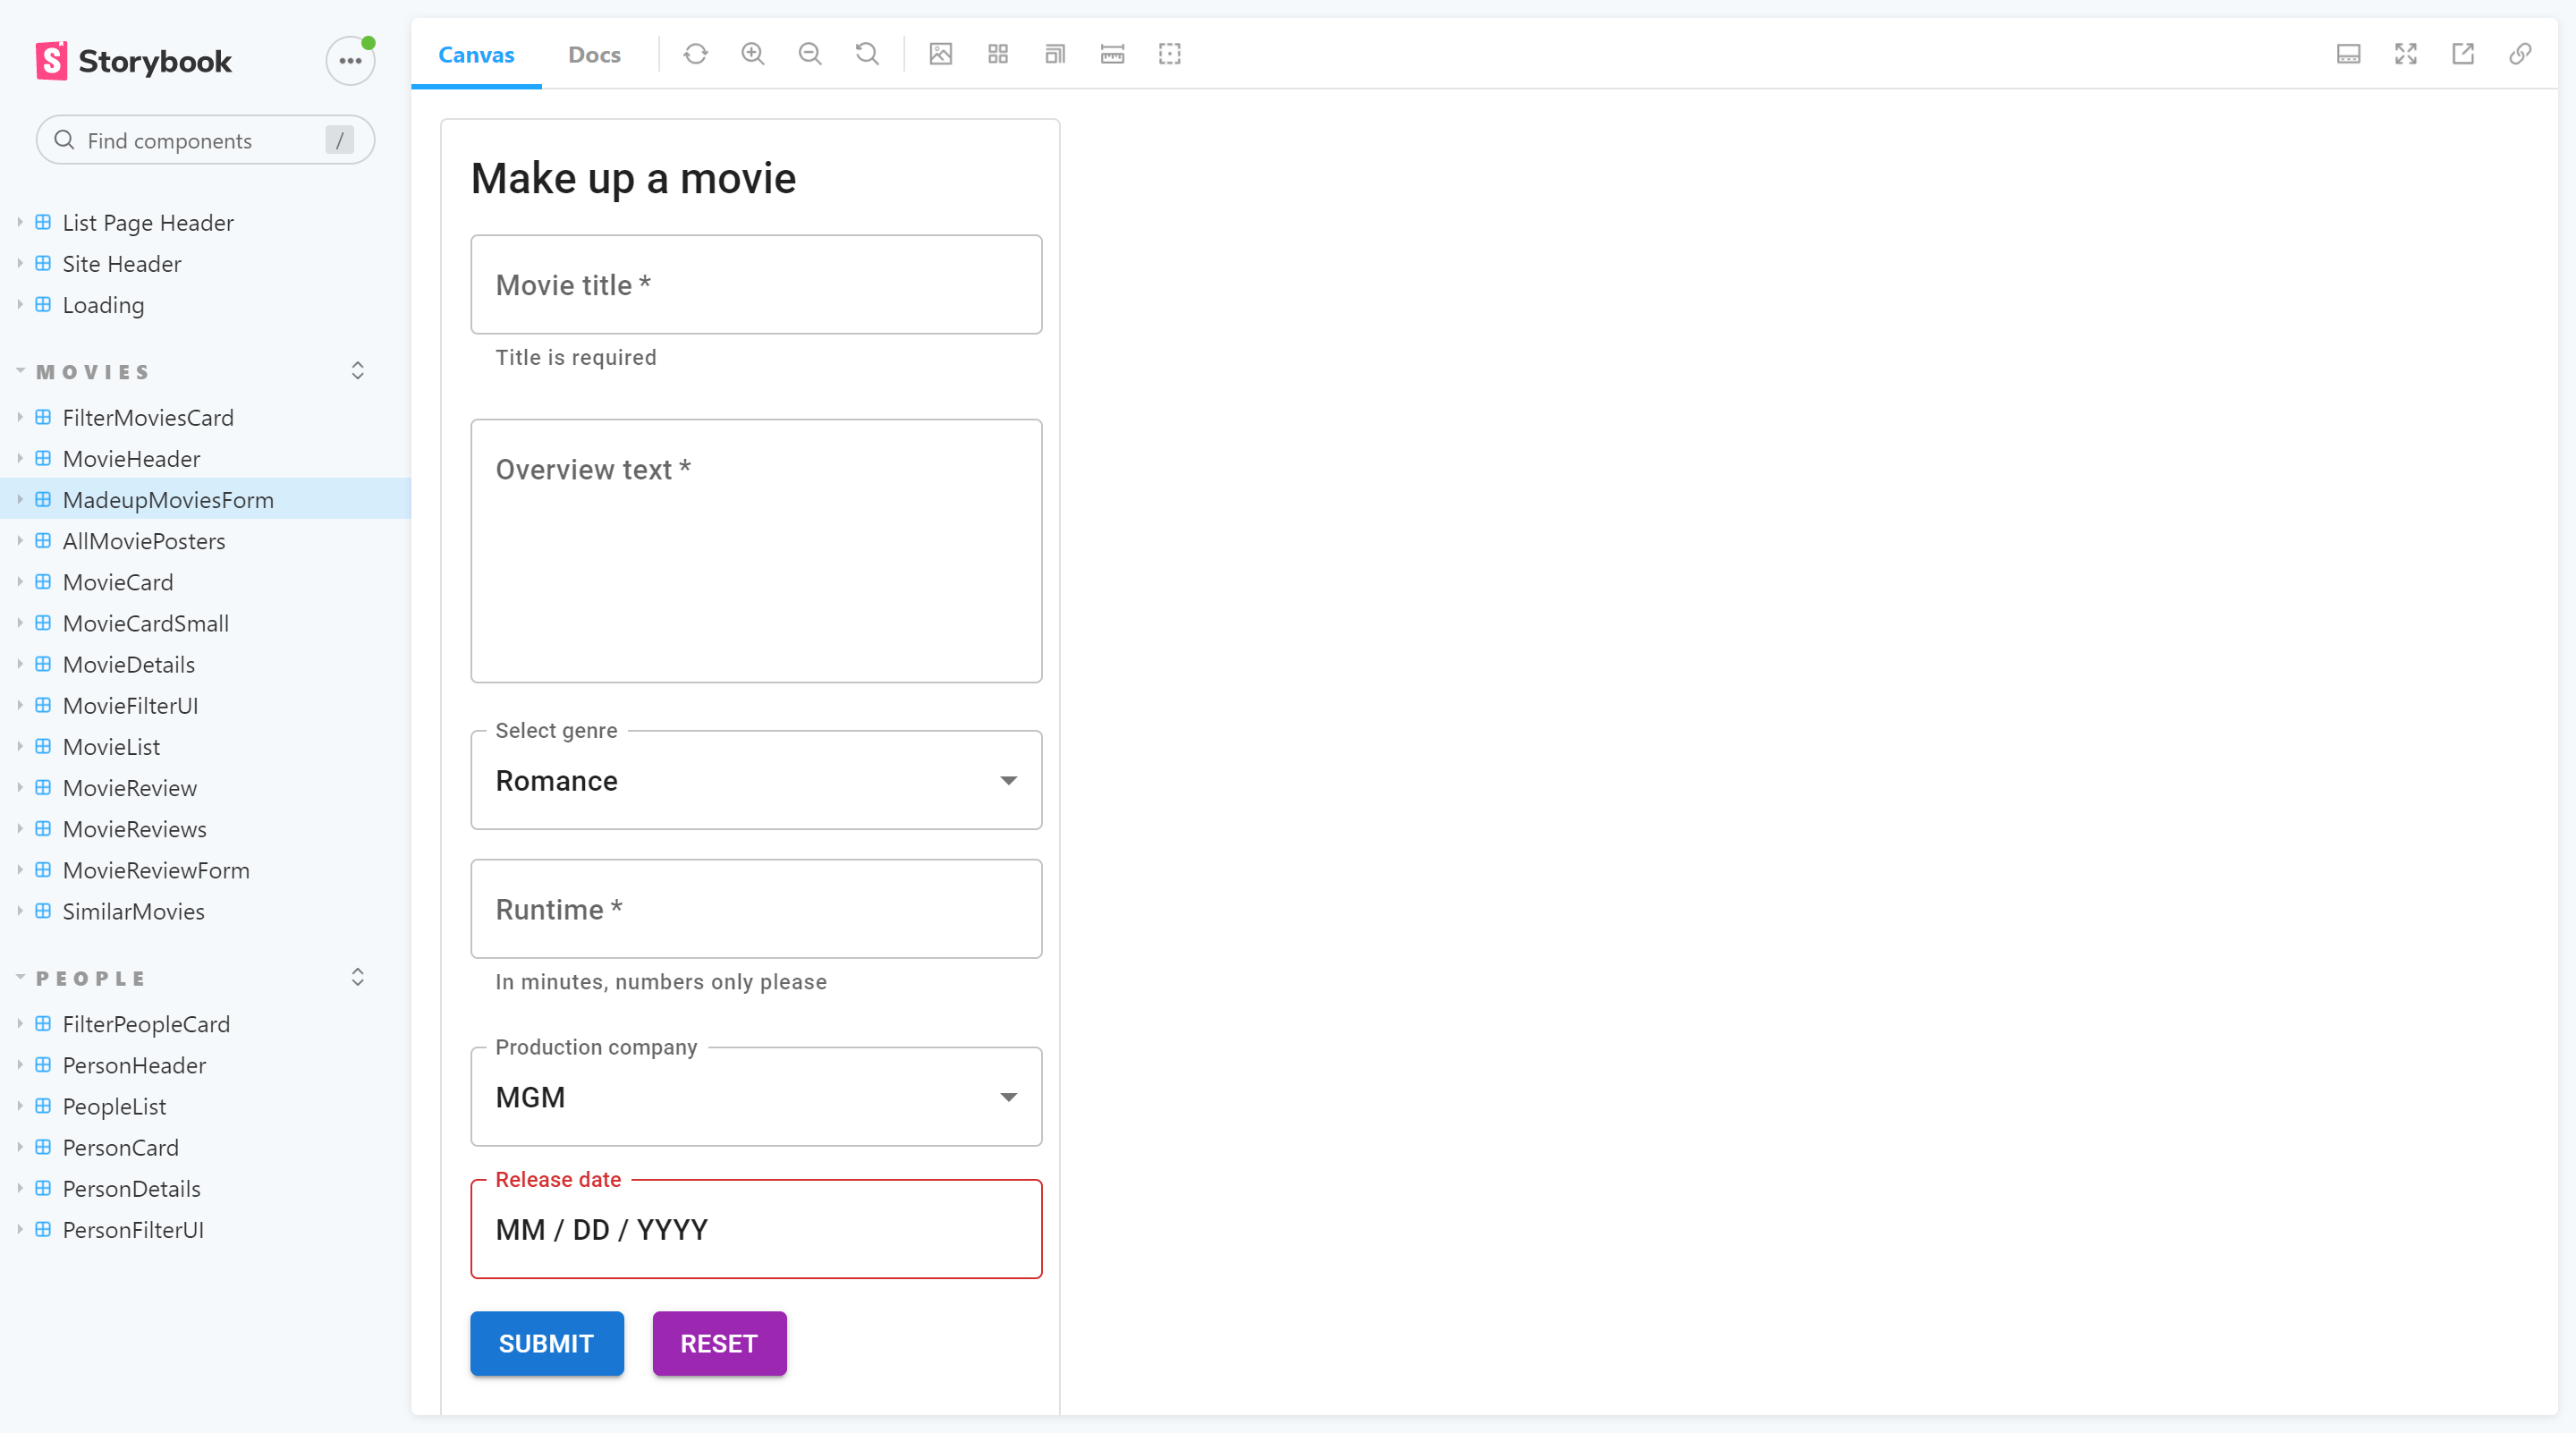 Storybook
Find components
/
List Page Header
Site Header
Loading
MOVIES
FilterMoviesCard
MovieHeader
MadeupMoviesForm
AllMoviePosters
MovieCard
MovieCardSmall
MovieDetails
MovieFilterUI
MovieList
MovieReview
MovieReviews
MovieReviewForm
SimilarMovies
PEOPLE
FilterPeopleCard
PersonHeader
PeopleList
PersonCard
PersonDetails
PersonFilterUI
Canvas
Docs
Make up a movie
Movie title *
Title is required
Overview text *
Select genre
Romance
Runtime *
In minutes, numbers only please
Production company
MGM
Release date
MM / DD / YYYY
SUBMIT
RESET